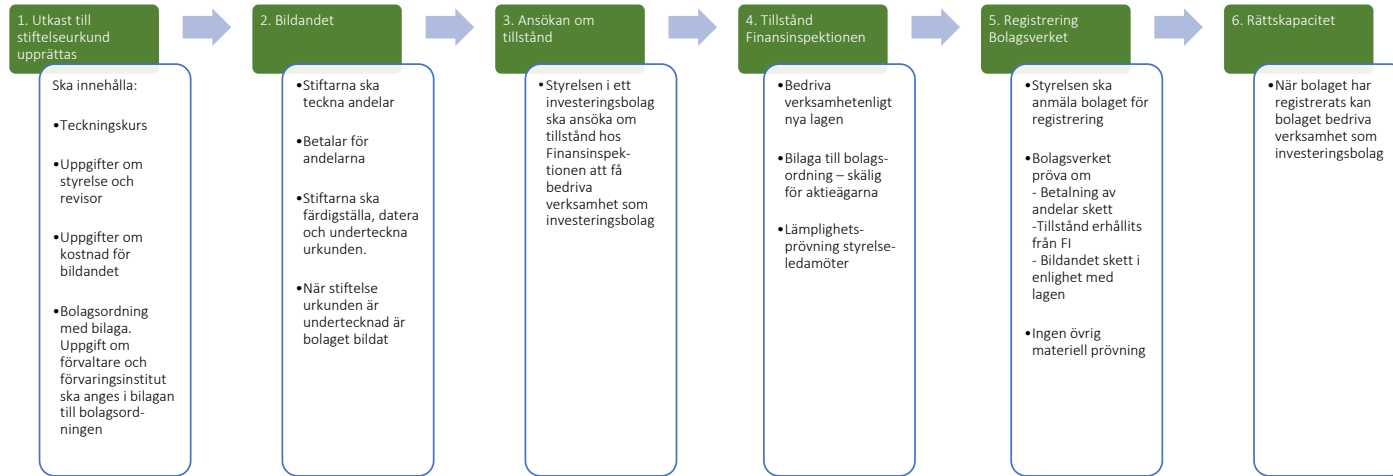 1. Utkast till
stiftelseurkund
upprättas
Ska innehålla:
•Teckningskurs
•Uppgifter om
styrelse och
revisor
•Uppgifter om
kostnad för
bildandet
•Bolagsordning
med bilaga.
Uppgift om
förvaltare och
förvaringsinstitut
ska anges i bilagan
till bolagsord-
ningen
2. Bildandet
•Stiftarna ska
teckna andelar
•Betalar för
andelarna
•Stiftarna ska
färdigställa, datera
och underteckna
urkunden.
•När stiftelse
urkunden är
undertecknad är
bolaget bildat
3. Ansökan om
tillstånd
•Styrelsen i ett
investeringsbolag
ska ansöka om
tillstånd hos
Finansinspek-
tionen att få
bedriva
verksamhet som
investeringsbolag
4. Tillstånd
Finansinspektionen
•Bedriva
verksamhetenligt
nya lagen
•Bilaga till bolags-
ordning – skälig
för aktieägarna
•Lämplighets-
prövning styrelse-
ledamöter
5. Registrering
Bolagsverket
•Styrelsen ska
anmäla bolaget för
registrering
•Bolagsverket
pröva om
- Betalning av
andelar skett
-Tillstånd erhållits
från FI
- Bildandet skett i
enlighet med
lagen
•Ingen övrig
materiell prövning
6. Rättskapacitet
•När bolaget har
registrerats kan
bolaget bedriva
verksamhet som
investeringsbolag